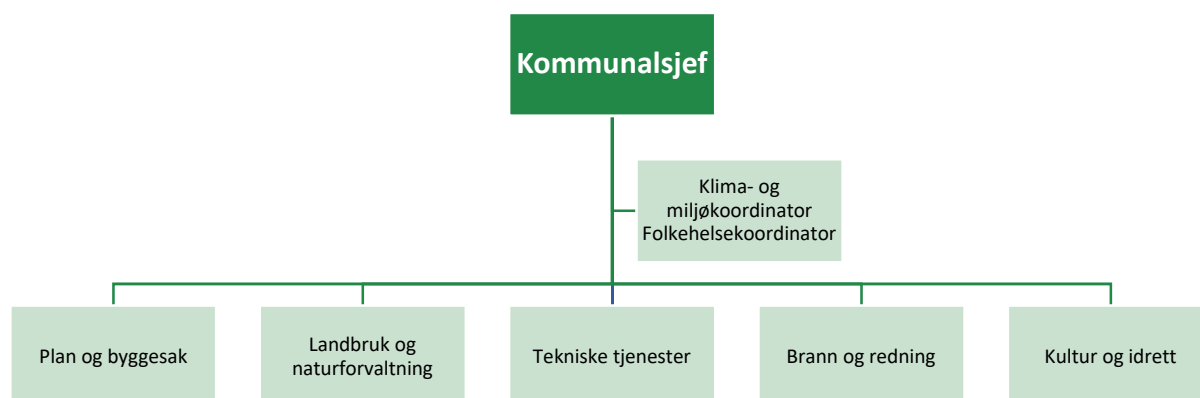 Kommunalsjef
Klima- og
miljøkoordinator
Folkehelsekoordinator
Plan og byggesak
Landbruk og
naturforvaltning
Tekniske tjenester
Brann og redning
Kultur og idrett